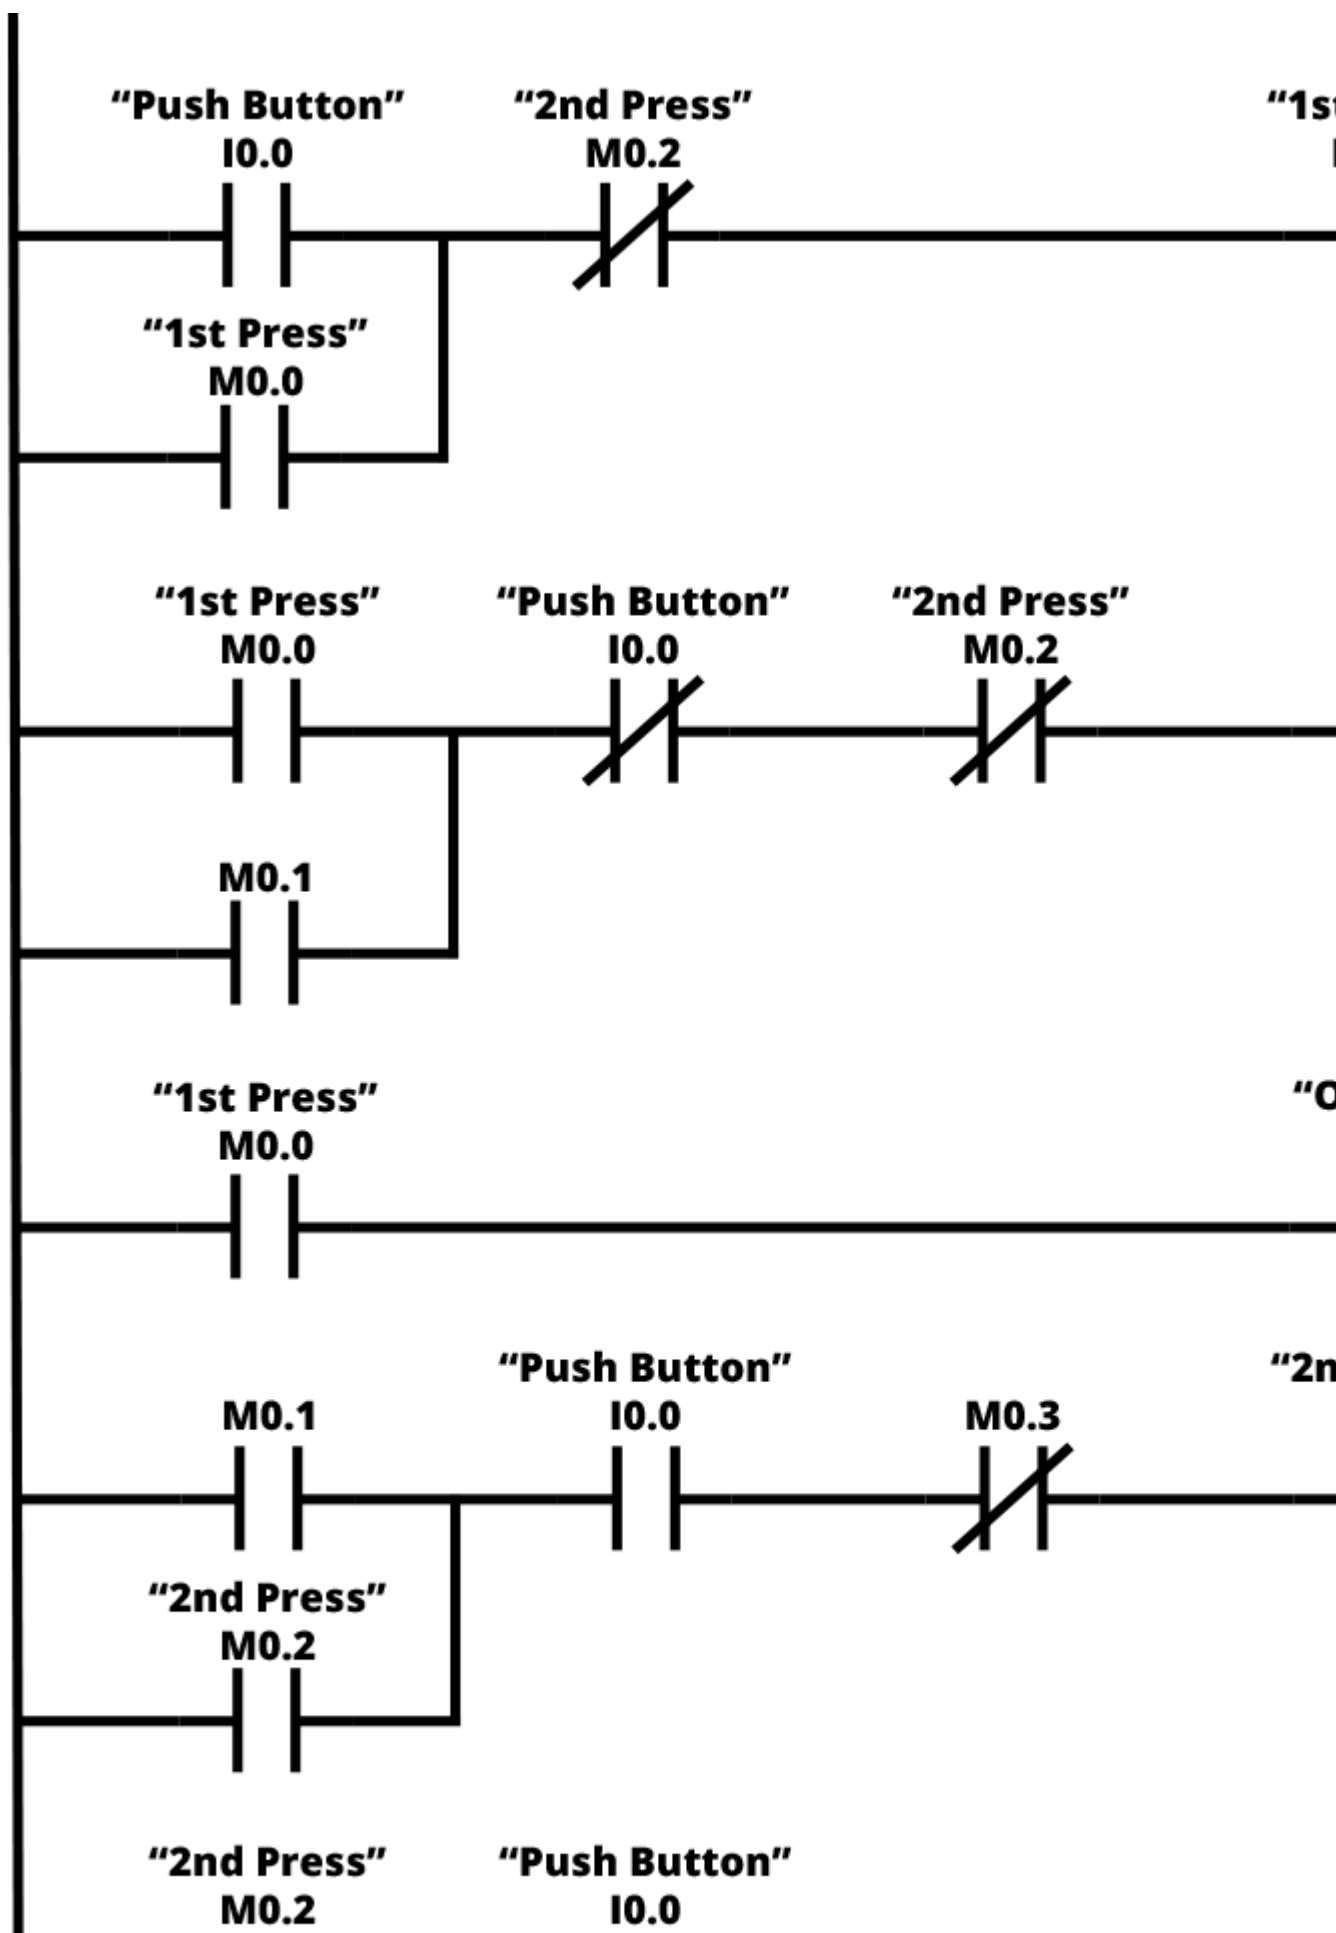 “Push Button” “2nd Press” “1st
I0.0 M0.2
“1st Press”
M0.0
“1st Press” “Push Button” “2nd Press”
M0.0 I0.0 M0.2
M0.1
“1st Press” “O
M0.0
“Push Button” “2n
M0.1 I0.0 M0.3
“2nd Press”
M0.2
“2nd Press” “Push Button”
M0.2 I0.0